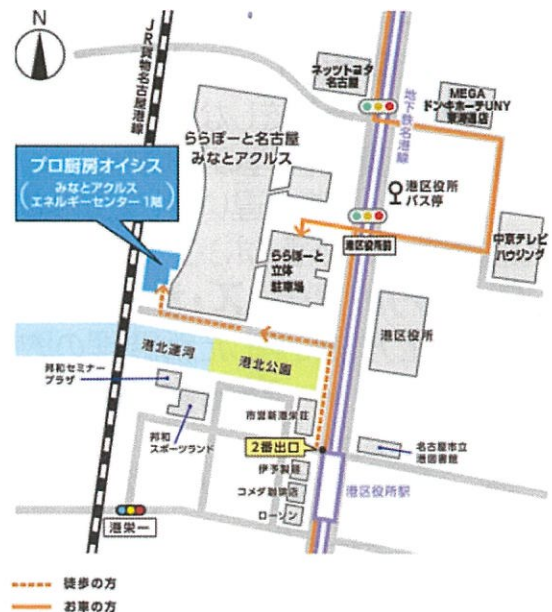 N
JR貨物名古屋港線
ネッツトヨタ
名古屋
地下鉄名港線
MEGA
ドン・キホーテUNY
東海通店
ららぽーと名古屋
みなとアクルス
プロ厨房オイシス
(みなとアクルス
エネルギーセンター1階)
港区役所
バス停
港区役所前
中京テレビ
ハウジング
ららぽーと
立体
駐車場
港区役所
港北運河
港北公園
邦和セミナー
プラザ
邦和
スポーツランド
市営新港栄荘
2番出口
名古屋市立
港図書館
伊予製麺
コメダ珈琲店
ローソン
港区役所駅
港栄一
徒歩の方
お車の方